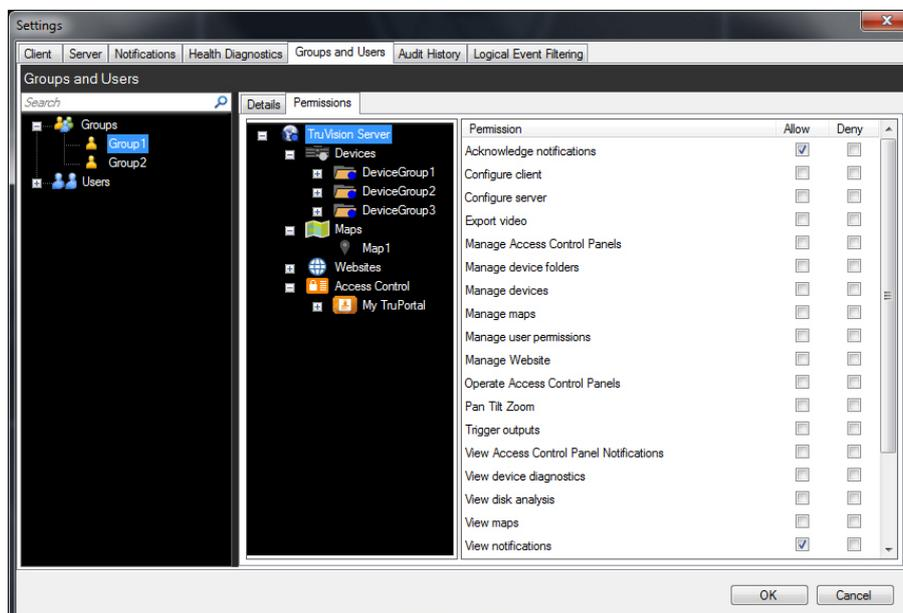 Settings
Client Server Notifications Health Diagnostics Groups and Users Audit History Logical Event Filtering
Groups and Users
Search
Groups
Group1
Group2
Users
Details Permissions
TruVision Server
Devices
DeviceGroup1
DeviceGroup2
DeviceGroup3
Maps
Map1
Websites
Access Control
My TruPortal
Permission Allow Deny
Acknowledge notifications
Configure client
Configure server
Export video
Manage Access Control Panels
Manage device folders
Manage devices
Manage maps
Manage user permissions
Manage Website
Operate Access Control Panels
Pan Tilt Zoom
Trigger outputs
View Access Control Panel Notifications
View device diagnostics
View disk analysis
View maps
View notifications
OK Cancel